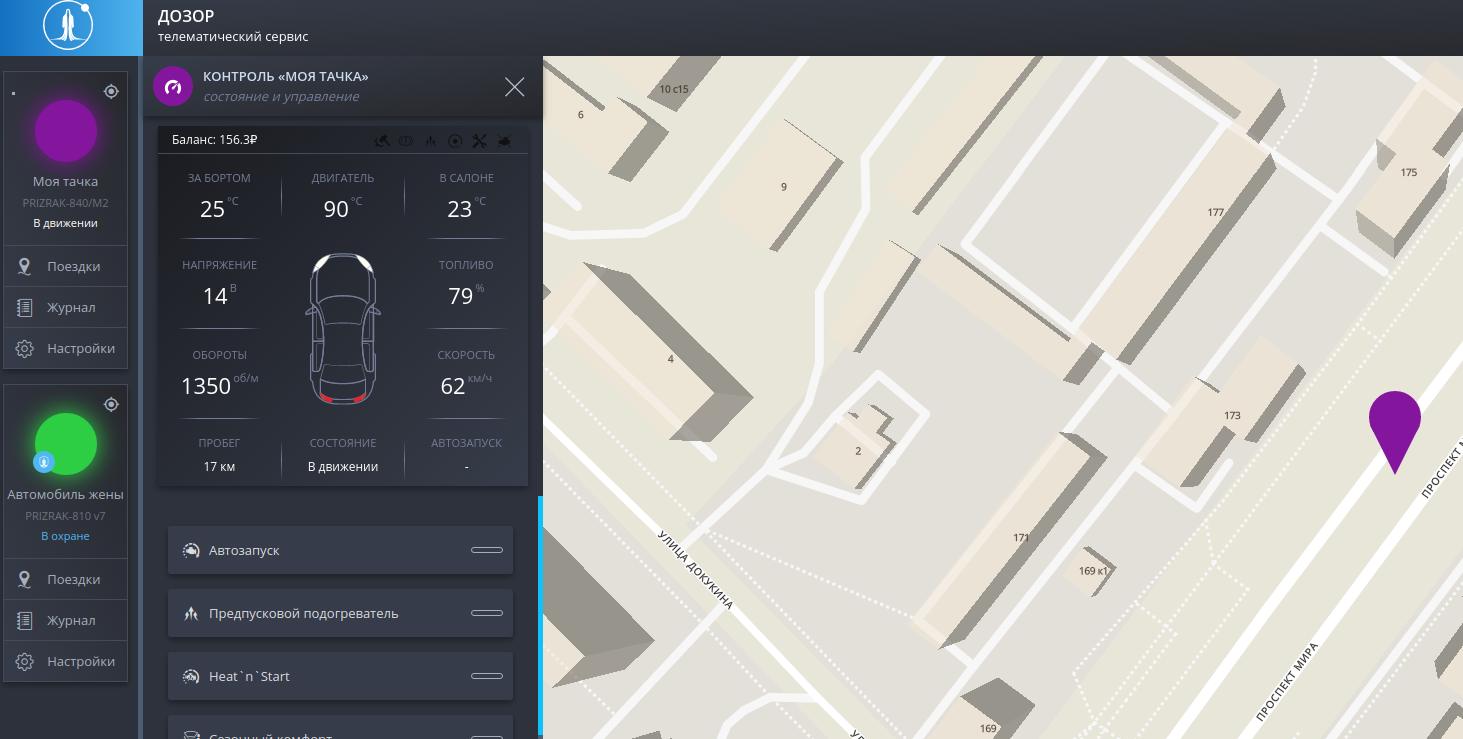 ДОЗОР
телематический сервис
Моя тачка
PRIZRAK-840/M2
В движении
Поездки
Журнал
Настройки
Автомобиль жены
PRIZRAK-810 v7
В охране
Поездки
Журнал
Настройки
КОНТРОЛЬ «МОЯ ТАЧКА»
состояние и управление
Баланс: 156.3₽
ЗА БОРТОМ
25 °C
ДВИГАТЕЛЬ
90 °C
В САЛОНЕ
23 °C
НАПРЯЖЕНИЕ
14 В
ТОПЛИВО
79 %
ОБОРОТЫ
1350 об/м
СКОРОСТЬ
62 км/ч
ПРОБЕГ
17 км
СОСТОЯНИЕ
В движении
АВТОЗАПУСК
-
Автозапуск
Предпусковой подогреватель
Heat`n`Start
Сезонный комфорт
10 с15
6
9
175
177
4
173
2
171
169 к1
169
УЛИЦА ДОКУКИНА
ПРОСПЕКТ МИРА
ПРОСПЕКТ